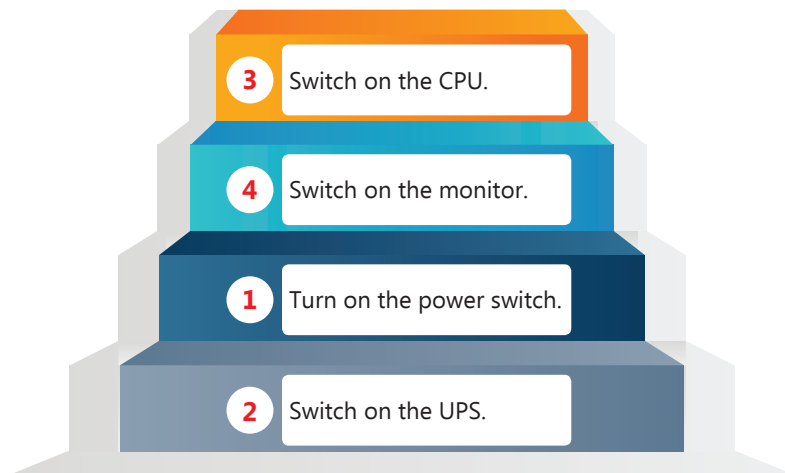 3 Switch on the CPU.
4 Switch on the monitor.
1 Turn on the power switch.
2 Switch on the UPS.